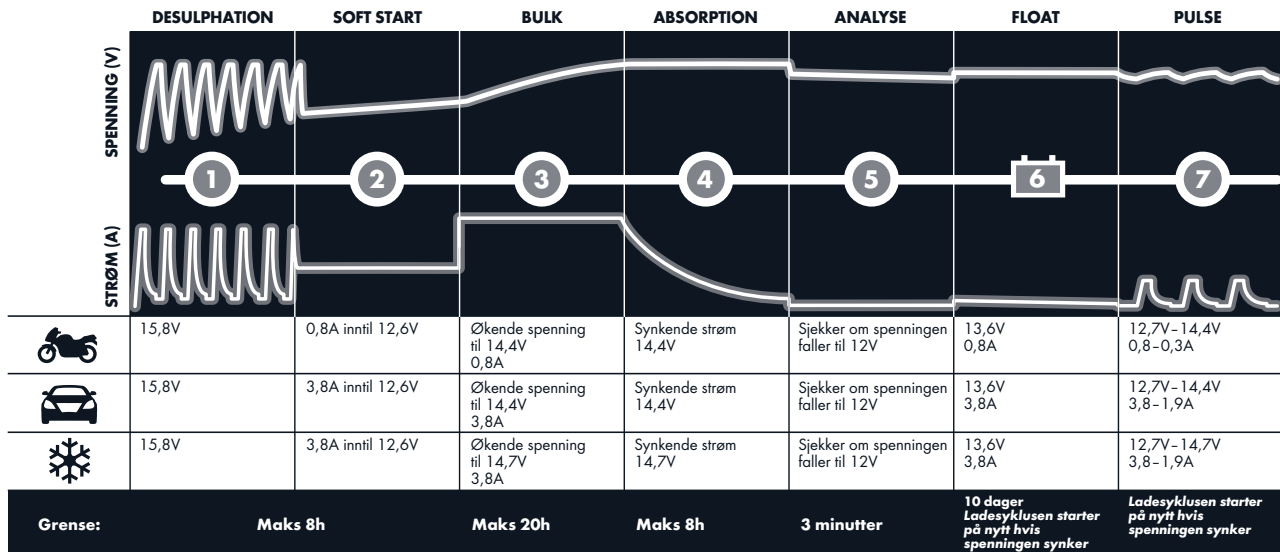 DESULPHATION SOFT START BULK ABSORPTION ANALYSE FLOAT PULSE
SPENNING (V)
1 2 3 4 5 6 7
STRØM (A)
15,8V
0,8A inntil 12,6V
Økende spenning
til 14,4V
0,8A
Synkende strøm
14,4V
Sjekker om spenningen
faller til 12V
13,6V
0,8A
12,7V–14,4V
0,8–0,3A
15,8V
3,8A inntil 12,6V
Økende spenning
til 14,4V
3,8A
Synkende strøm
14,4V
Sjekker om spenningen
faller til 12V
13,6V
3,8A
12,7V–14,4V
3,8–1,9A
15,8V
3,8A inntil 12,6V
Økende spenning
til 14,7V
3,8A
Synkende strøm
14,7V
Sjekker om spenningen
faller til 12V
13,6V
3,8A
12,7V–14,7V
3,8–1,9A
Grense:
Maks 8h
Maks 20h
Maks 8h
3 minutter
10 dager
Ladesyklusen starter
på nytt hvis
spenningen synker
Ladesyklusen starter
på nytt hvis
spenningen synker